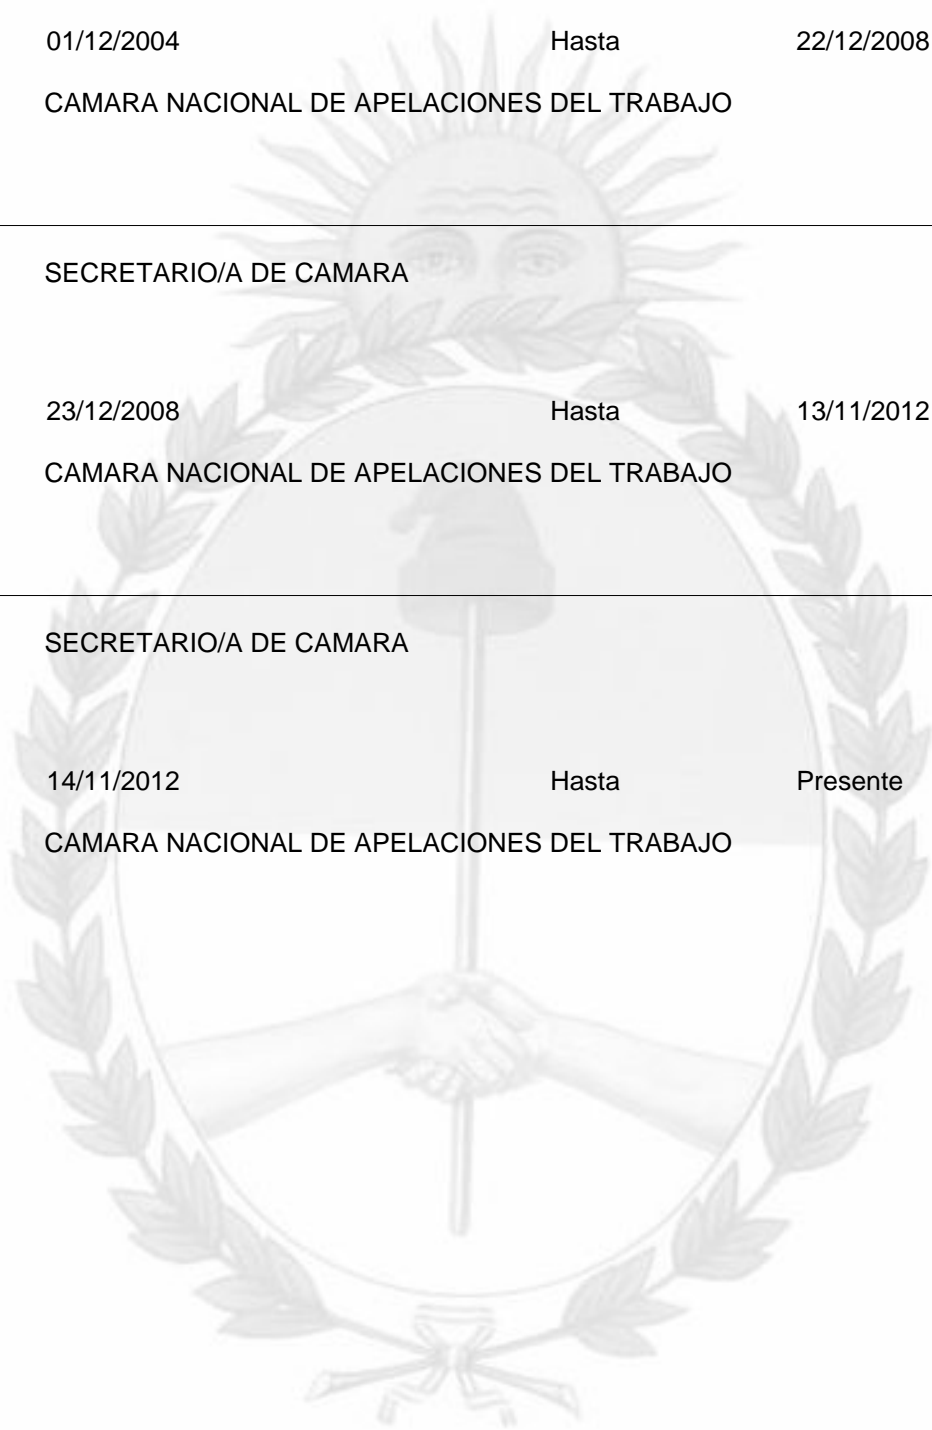 01/12/2004 Hasta 22/12/2008
CAMARA NACIONAL DE APELACIONES DEL TRABAJO
SECRETARIO/A DE CAMARA
23/12/2008 Hasta 13/11/2012
CAMARA NACIONAL DE APELACIONES DEL TRABAJO
SECRETARIO/A DE CAMARA
14/11/2012 Hasta Presente
CAMARA NACIONAL DE APELACIONES DEL TRABAJO